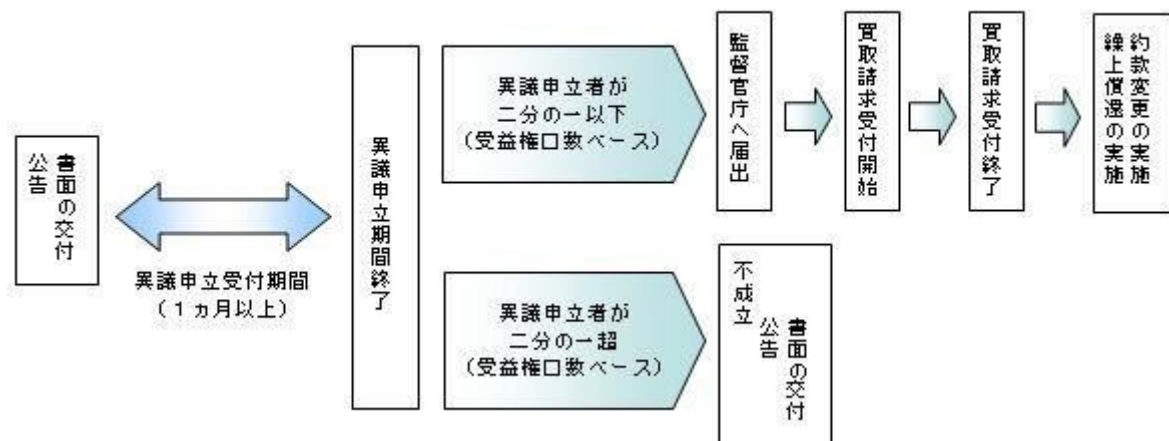 書面の交付
公告
異議申立受付期間
(1ヵ月以上)
異議申立期間終了
異議申立者が
二分の一以下
(受益権口数ベース)
監督官庁へ届出
買取請求受付開始
買取請求受付終了
約款変更の実施
繰上償還の実施
異議申立者が
二分の一超
(受益権口数ベース)
不成立
書面の交付
公告